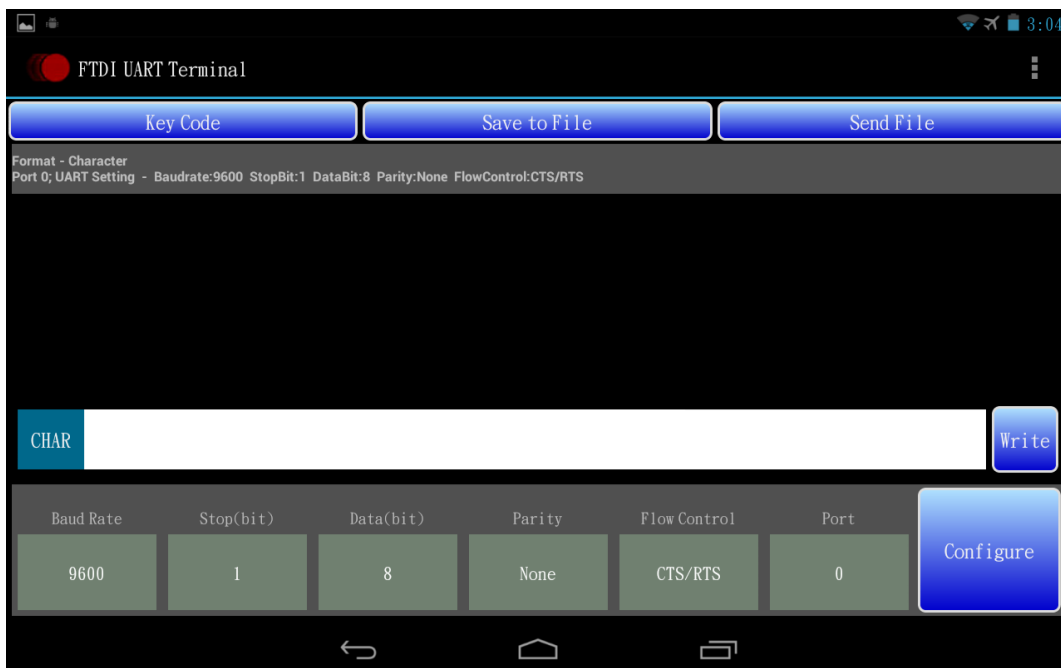 3:04
FTDI UART Terminal
Key Code
Save to File
Send File
Format - Character
Port 0; UART Setting - Baudrate:9600 StopBit:1 DataBit:8 Parity:None FlowControl:CTS/RTS
CHAR
Write
Baud Rate
Stop(bit)
Data(bit)
Parity
Flow Control
Port
9600
1
8
None
CTS/RTS
0
Configure